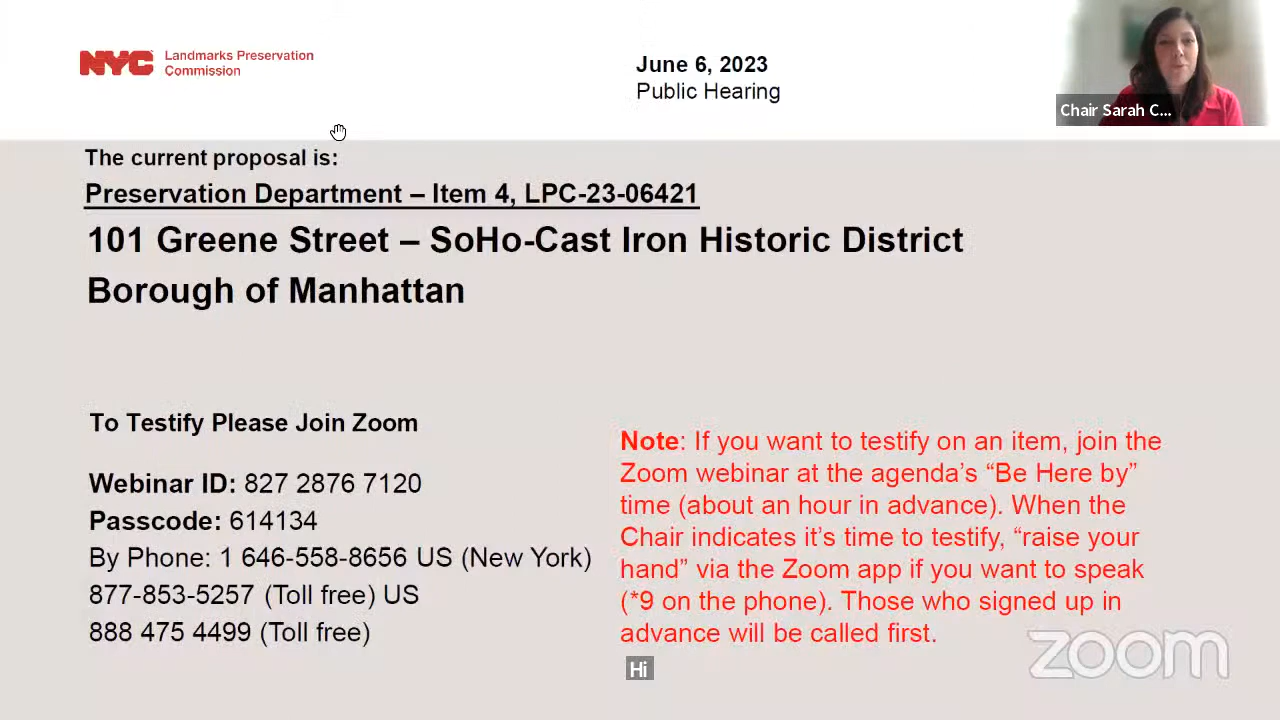 NYC Landmarks Preservation
Commission
June 6, 2023
Public Hearing
Chair Sarah C...
The current proposal is:
Preservation Department – Item 4, LPC-23-06421
101 Greene Street – SoHo-Cast Iron Historic District
Borough of Manhattan
To Testify Please Join Zoom
Webinar ID: 827 2876 7120
Passcode: 614134
By Phone: 1 646-558-8656 US (New York)
877-853-5257 (Toll free) US
888 475 4499 (Toll free)
Note: If you want to testify on an item, join the
Zoom webinar at the agenda’s “Be Here by”
time (about an hour in advance). When the
Chair indicates it’s time to testify, “raise your
hand” via the Zoom app if you want to speak
(*9 on the phone). Those who signed up in
advance will be called first.
zoom
Hi